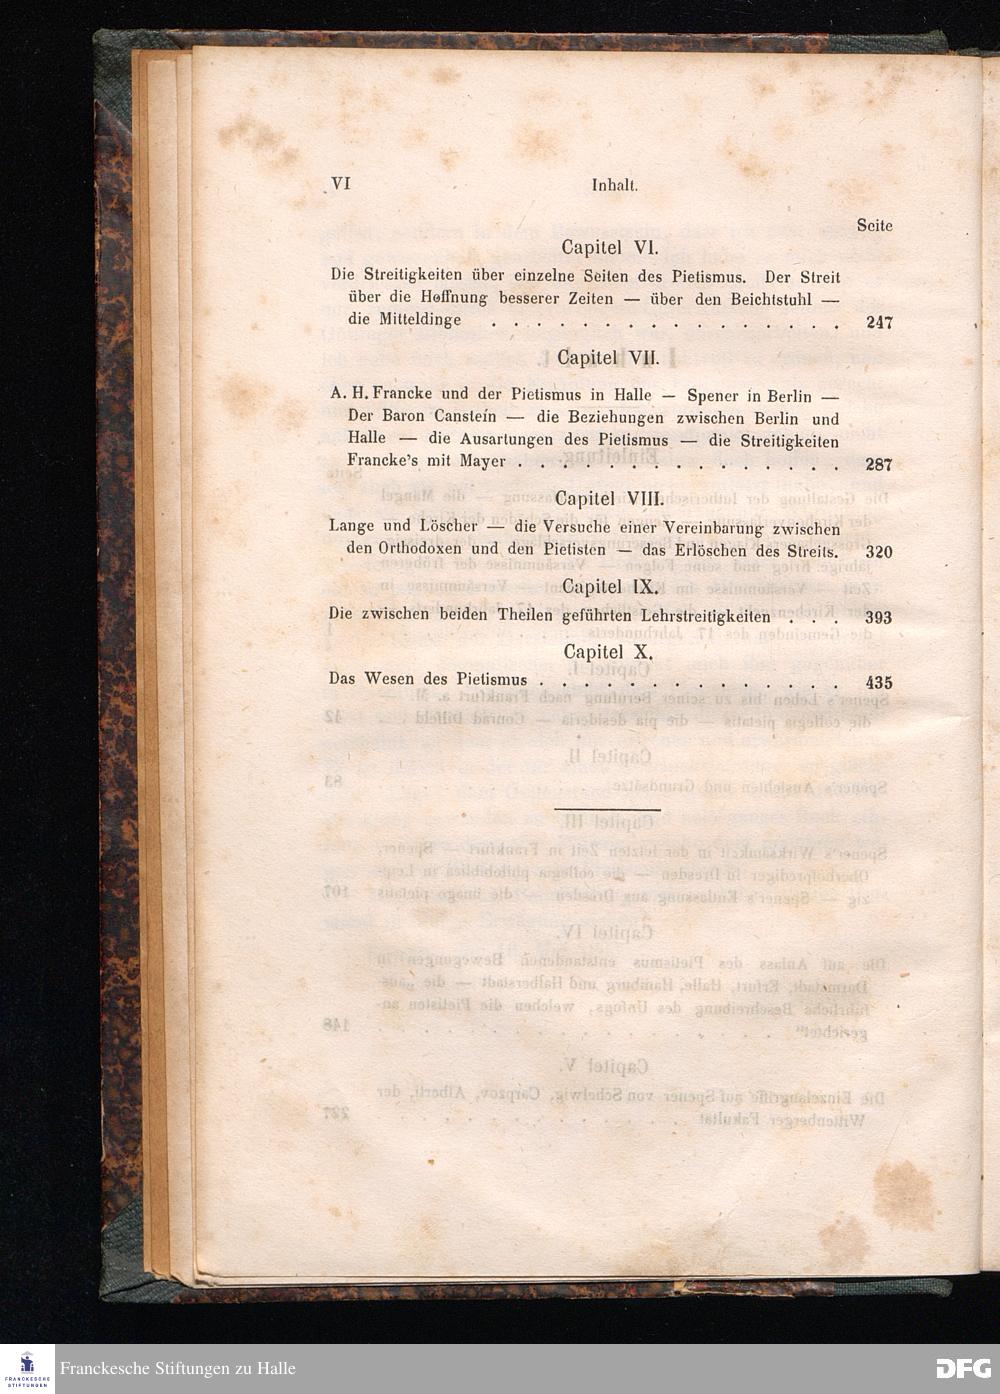 VI
Inhalt.
Seite
Capitel VI.
Die Streitigkeiten über einzelne Seiten des Pietismus. Der Streit
über die Hoffnung besserer Zeiten — über den Beichtstuhl —
die Mitteldinge . . . . . . . . . . . . . . . . 247
Capitel VII.
A. H. Francke und der Pietismus in Halle — Spener in Berlin —
Der Baron Canstein — die Beziehungen zwischen Berlin und
Halle — die Ausartungen des Pietismus — die Streitigkeiten
Francke's mit Mayer . . . . . . . . . . . . . . . 287
Capitel VIII.
Lange und Löscher — die Versuche einer Vereinbarung zwischen
den Orthodoxen und den Pietisten — das Erlöschen des Streits. 320
Capitel IX.
Die zwischen beiden Theilen geführten Lehrstreitigkeiten . . . 393
Capitel X.
Das Wesen des Pietismus . . . . . . . . . . . . . . 435
FRANCKESCHE
STIFTUNGEN
Franckesche Stiftungen zu Halle
DFG